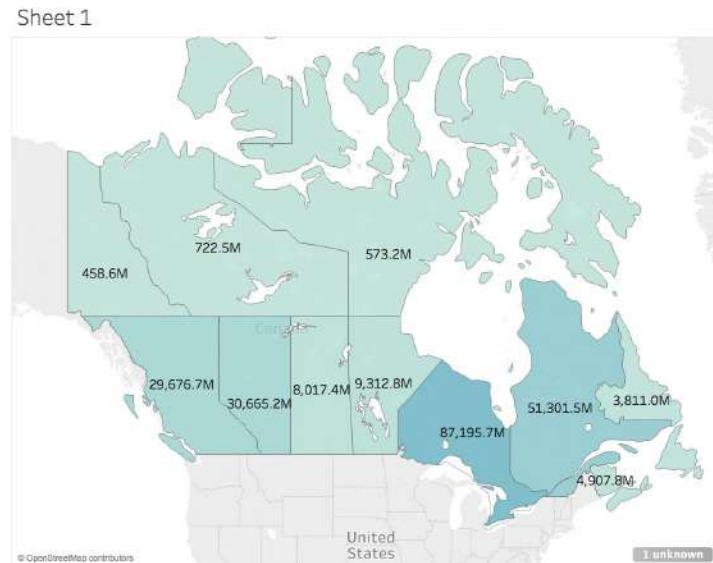 Sheet 1
722.5M
573.2M
458.6M
Canada
29,676.7M
30,665.2M
8,017.4M
9,312.8M
87,195.7M
51,301.5M
3,811.0M
4,907.8M
United
States
© OpenStreetMap contributors
1 unknown